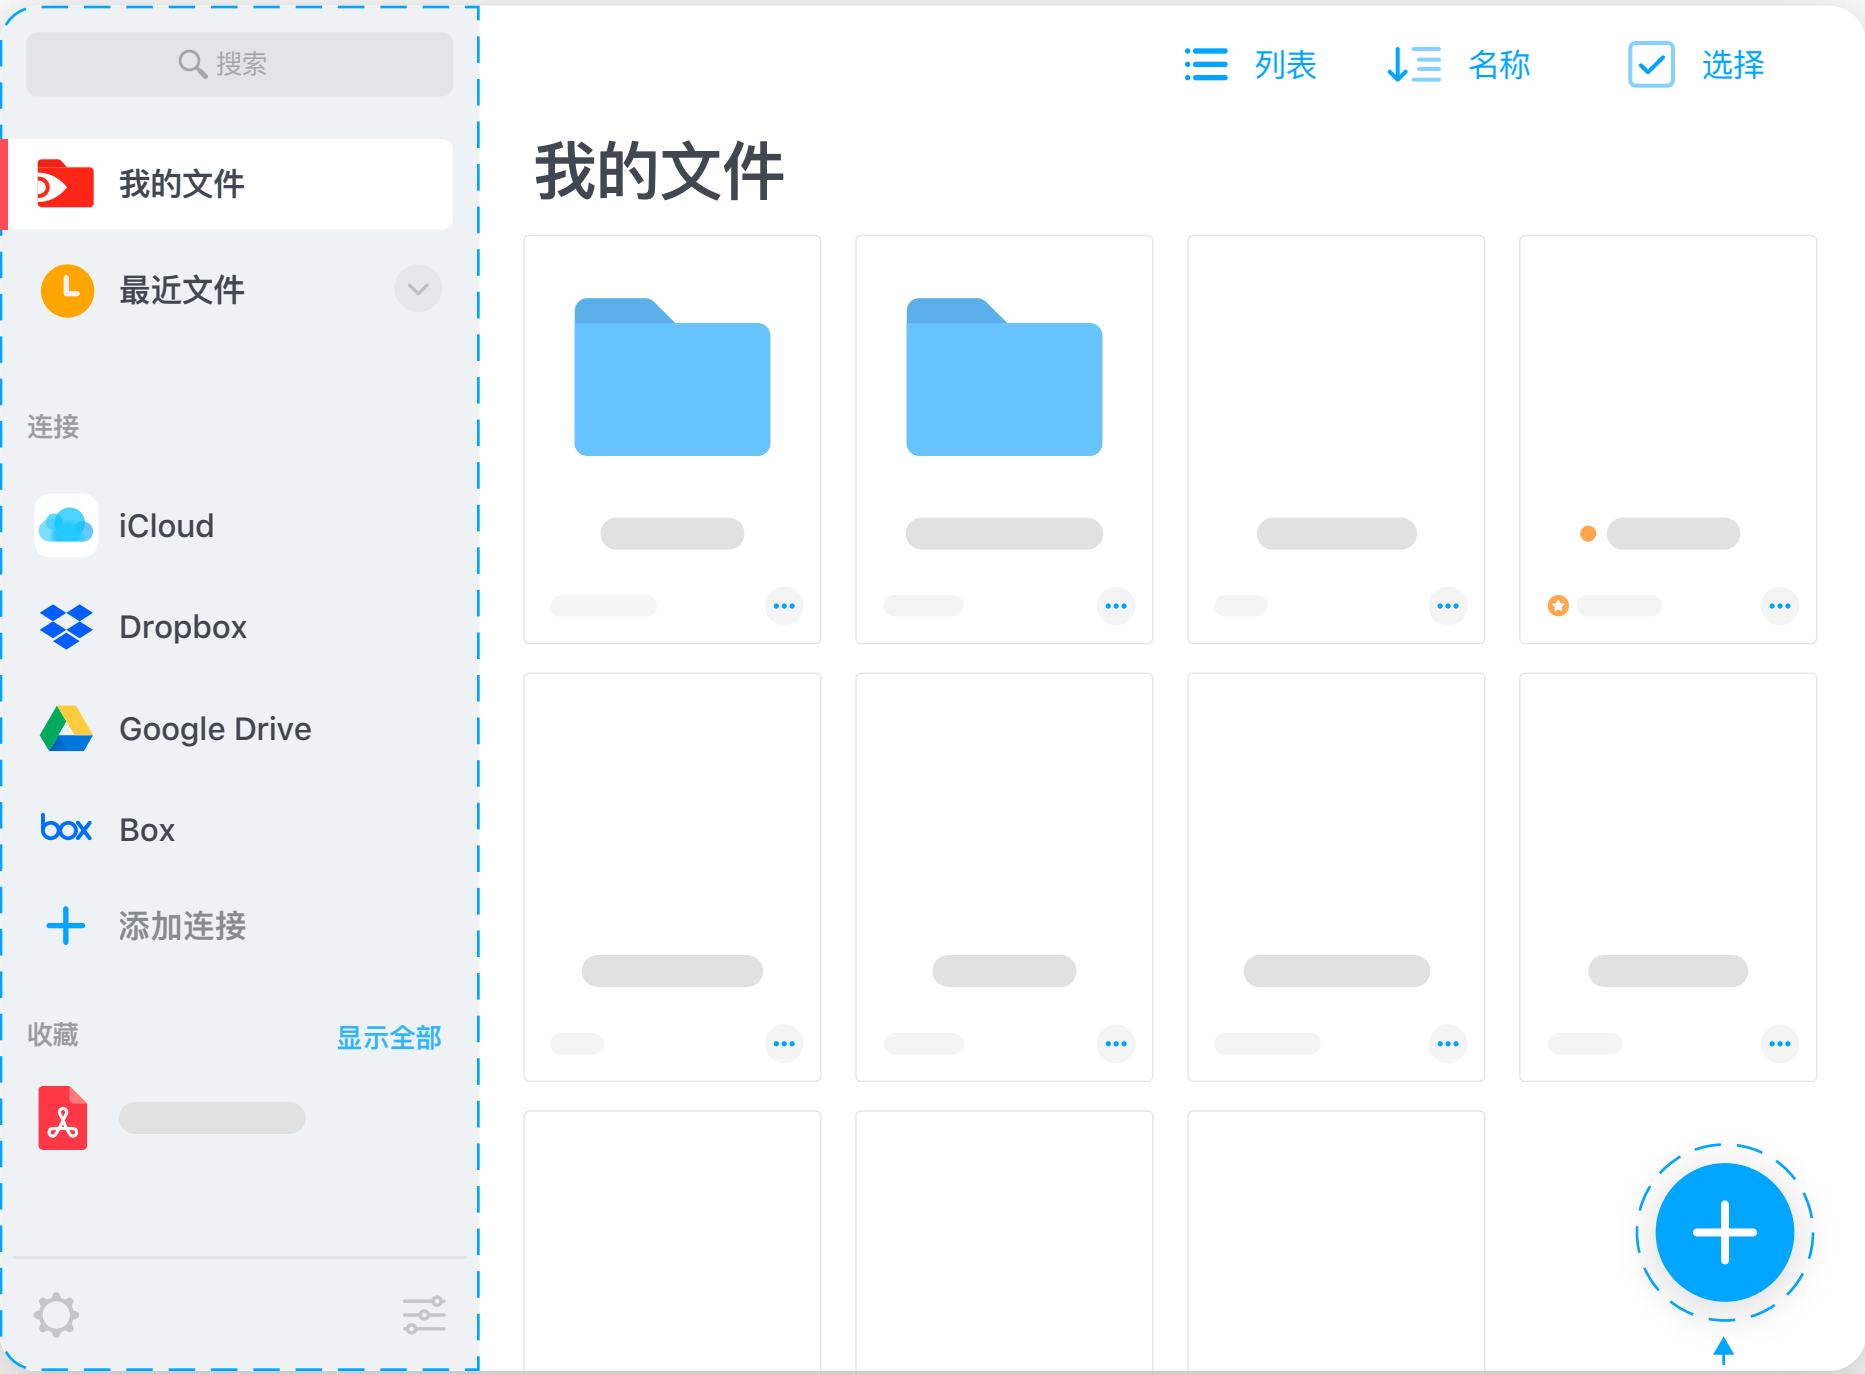 搜索
我的文件
最近文件
连接
iCloud
Dropbox
Google Drive
box Box
添加连接
收藏 显示全部
列表 名称 选择
我的文件